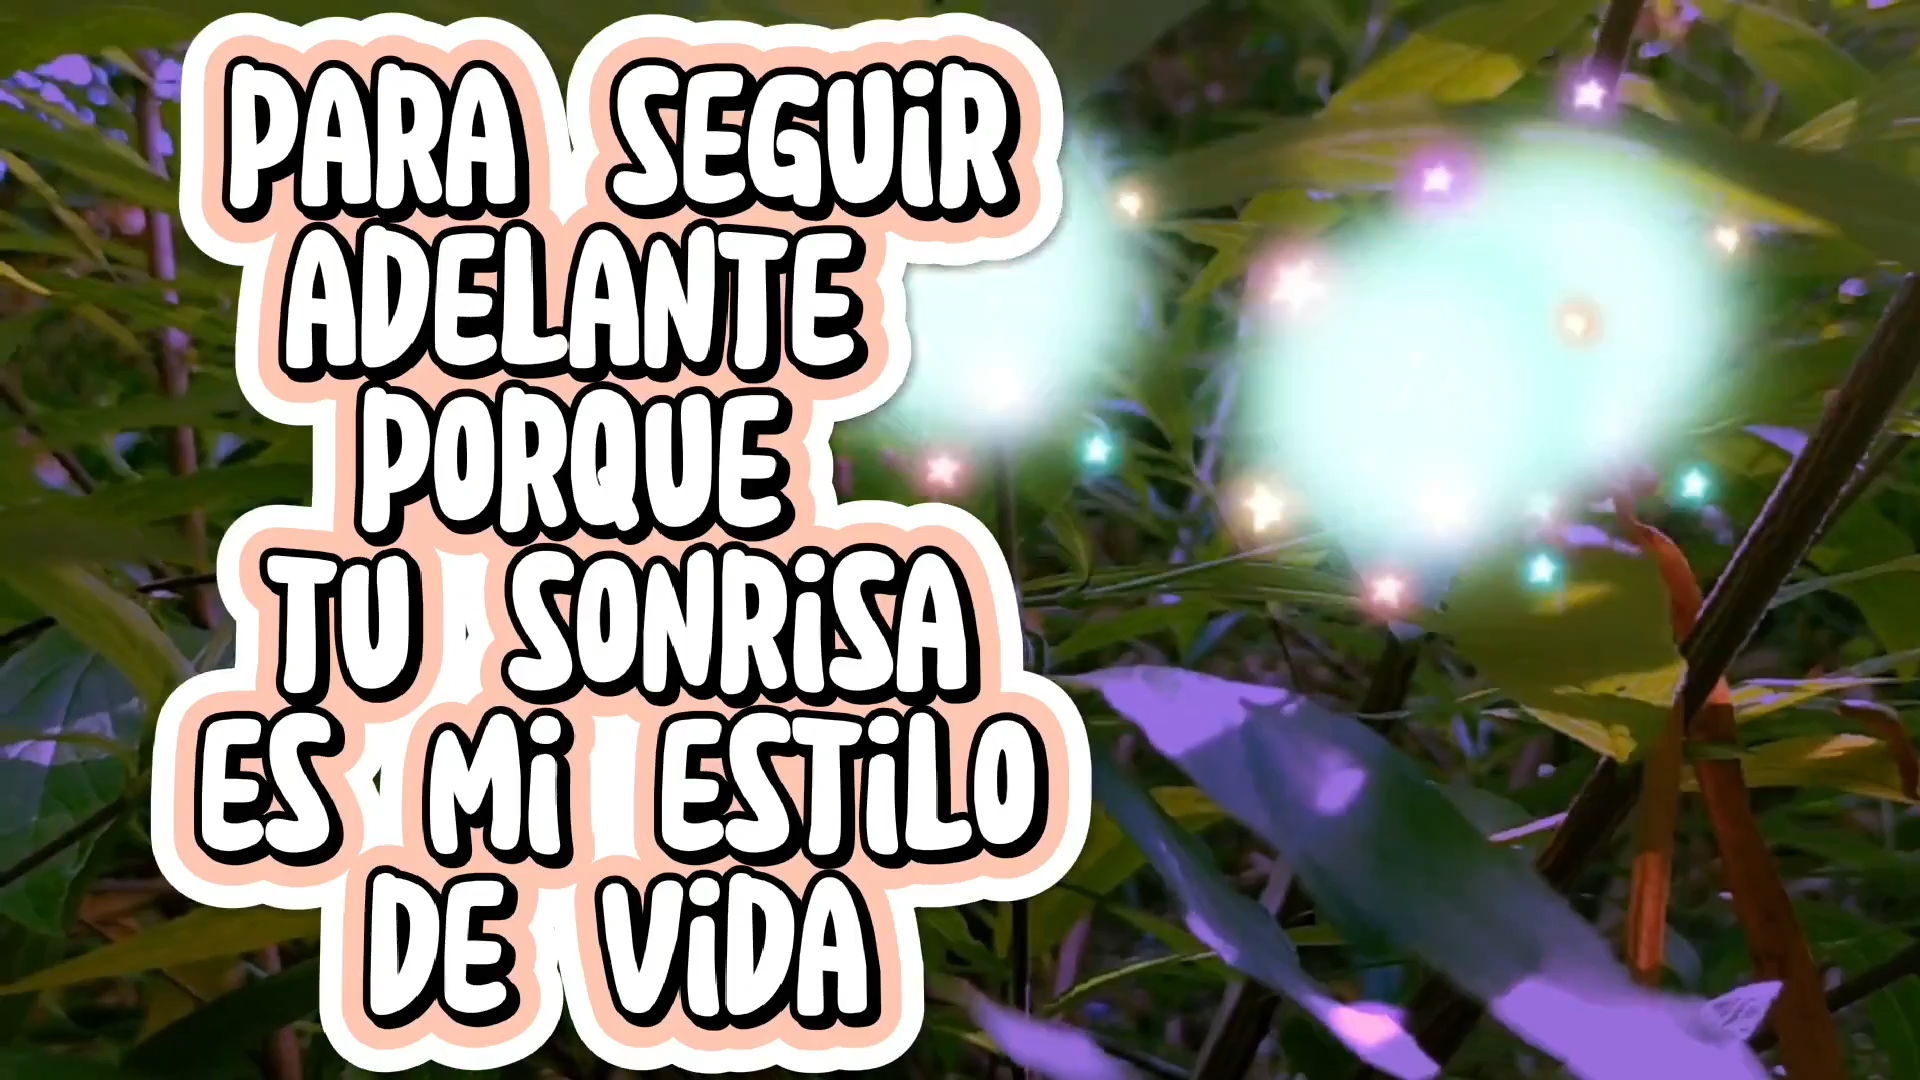 PARA SEGUiR
ADELANTE
PORQUE
TU SONRiSA
ES Mi ESTiLO
DE ViDA